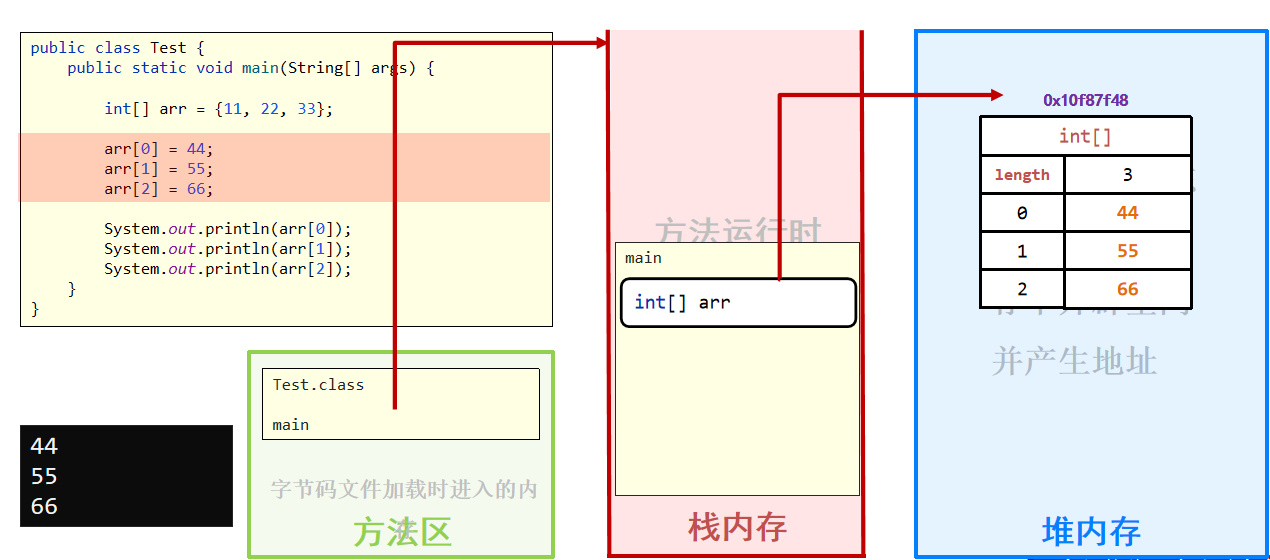 public class Test {
public static void main(String[] args) {
int[] arr = {11, 22, 33};
arr[0] = 44;
arr[1] = 55;
arr[2] = 66;
System.out.println(arr[0]);
System.out.println(arr[1]);
System.out.println(arr[2]);
}
}
44
55
66
Test.class
main
字节码文件加载时进入的内
方法区
方法运行时
main
int[] arr
栈内存
0x10f87f48
int[]
length 3
0 44
1 55
2 66
并产生地址
堆内存